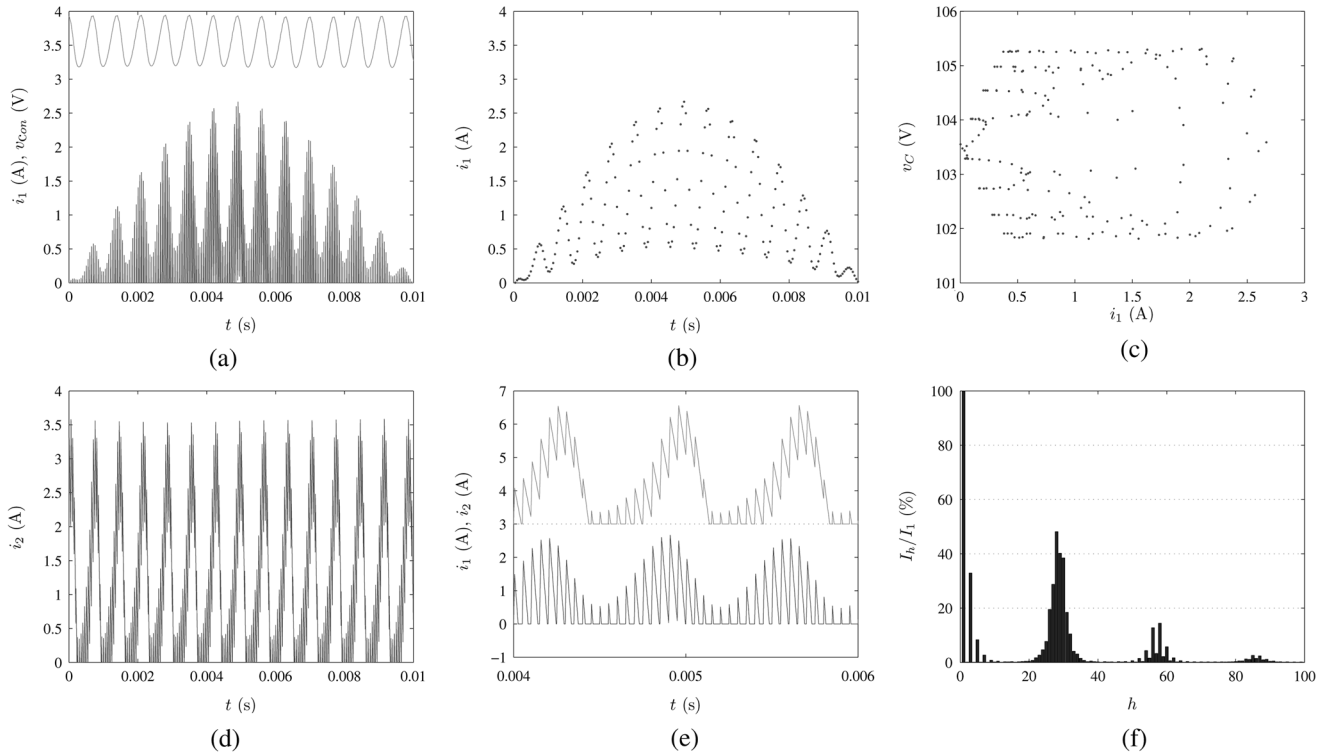 4
3.5
3
2.5
2
1.5
1
0.5
0
i₁ (A), v_Con (V)
0 0.002 0.004 0.006 0.008 0.01
t (s)
(a)
4
3.5
3
2.5
2
1.5
1
0.5
0
i₁ (A)
0 0.002 0.004 0.006 0.008 0.01
t (s)
(b)
106
105
104
103
102
101
v_C (V)
0 0.5 1 1.5 2 2.5 3
i₁ (A)
(c)
4
3.5
3
2.5
2
1.5
1
0.5
0
i₂ (A)
0 0.002 0.004 0.006 0.008 0.01
t (s)
(d)
7
6
5
4
3
2
1
0
−1
i₁ (A), i₂ (A)
0.004 0.005 0.006
t (s)
(e)
100
80
60
40
20
0
I_h/I₁ (%)
0 20 40 60 80 100
h
(f)